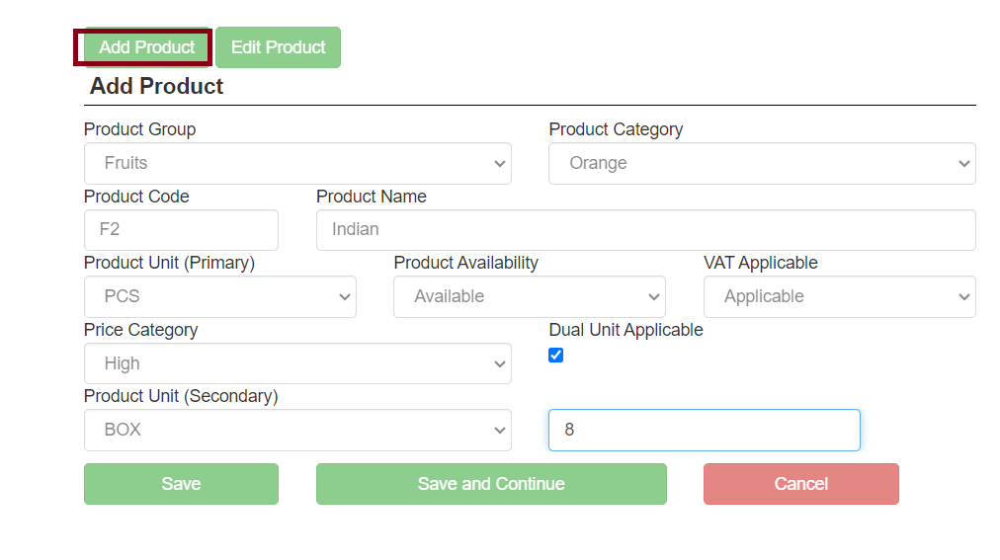 Add Product Edit Product
Add Product
Product Group Product Category
Fruits Orange
Product Code Product Name
F2 Indian
Product Unit (Primary) Product Availability VAT Applicable
PCS Available Applicable
Price Category Dual Unit Applicable
High
Product Unit (Secondary)
BOX 8
Save Save and Continue Cancel